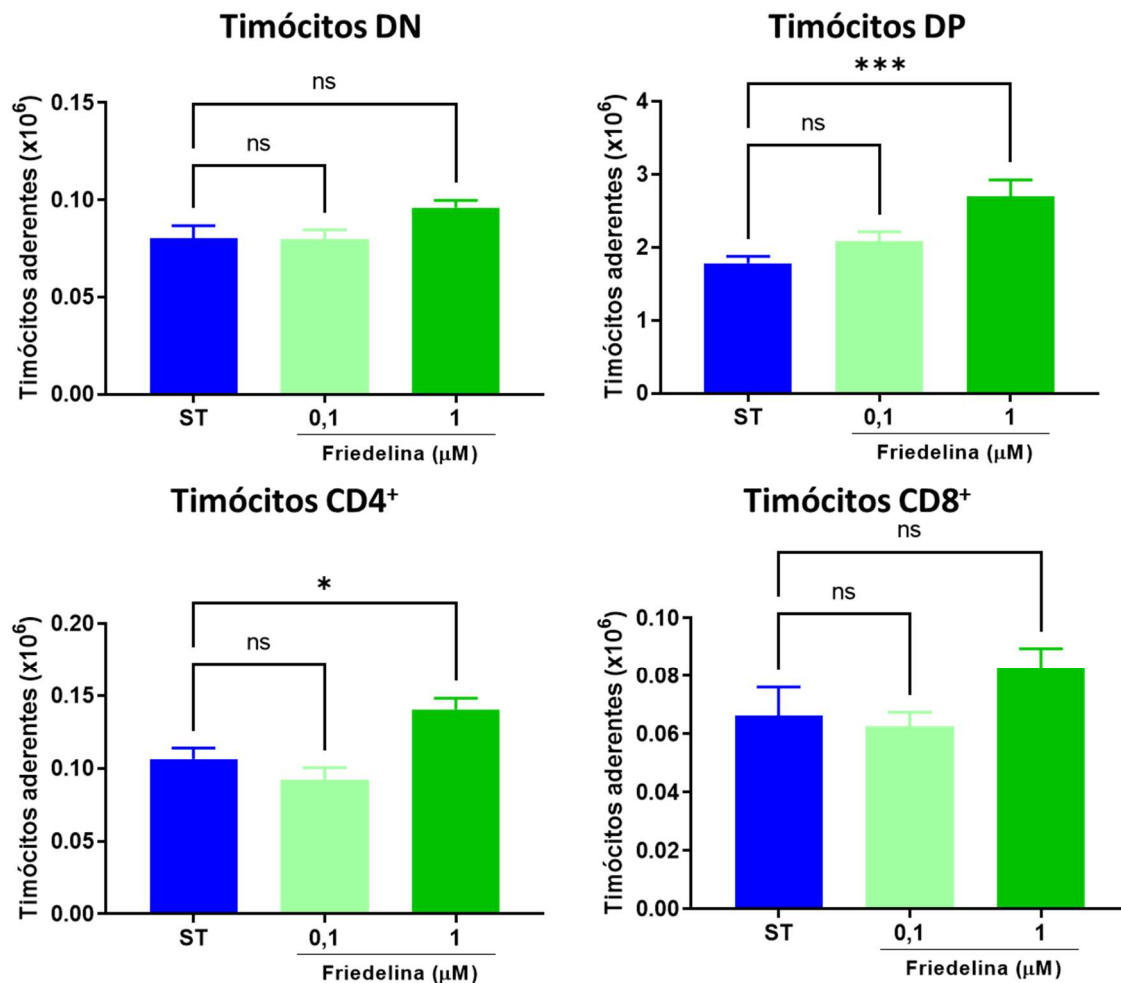 Timócitos DN
Timócitos aderentes (x10⁶)
0.15
0.10
0.05
0.00
ns
ns
ST
0,1
1
Friedelina (μM)
Timócitos DP
Timócitos aderentes (x10⁶)
4
3
2
1
0
***
ns
ST
0,1
1
Friedelina (μM)
Timócitos CD4⁺
Timócitos aderentes (x10⁶)
0.20
0.15
0.10
0.05
0.00
*
ns
ST
0,1
1
Friedelina (μM)
Timócitos CD8⁺
Timócitos aderentes (x10⁶)
0.10
0.08
0.06
0.04
0.02
0.00
ns
ns
ST
0,1
1
Friedelina (μM)